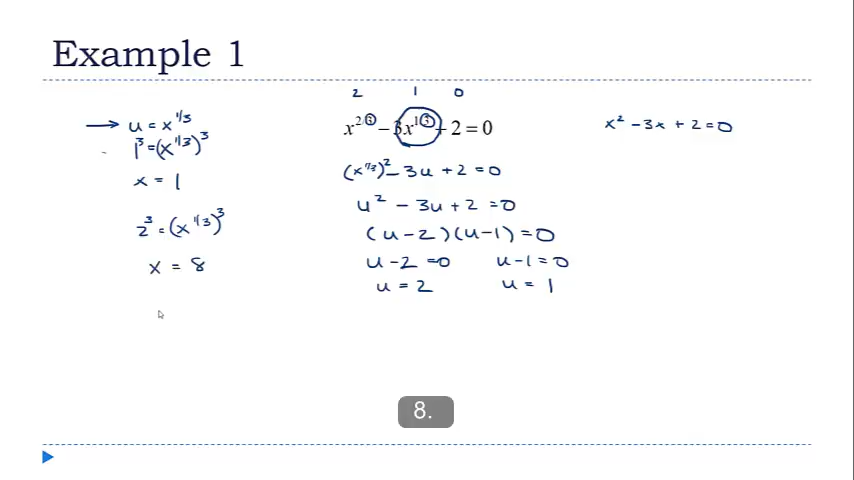 Example 1
2 1 0
x^{2/3} - 3x^{1/3} + 2 = 0
(x^{1/3})^2 - 3u + 2 = 0
u^2 - 3u + 2 = 0
(u - 2)(u - 1) = 0
u - 2 = 0 u - 1 = 0
u = 2 u = 1
x^2 - 3x + 2 = 0
→ u = x^{1/3}
1^3 = (x^{1/3})^3
x = 1
2^3 = (x^{1/3})^3
x = 8
8.